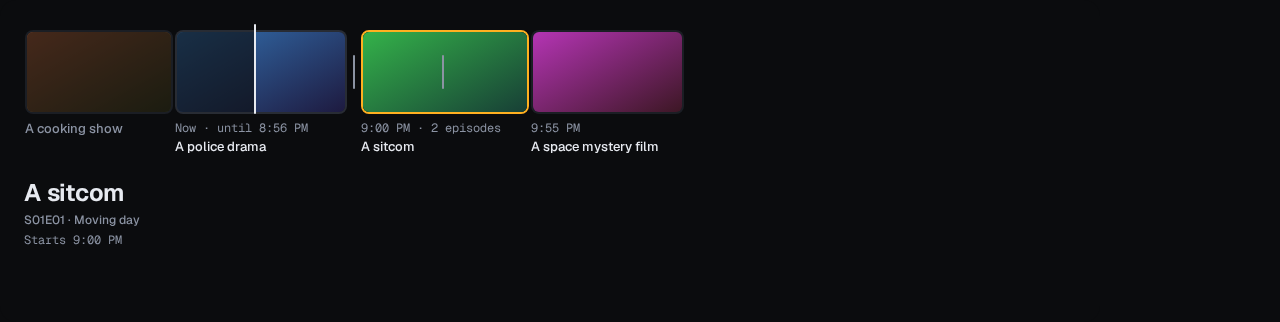 A cooking show
Now · until 8:56 PM
A police drama
9:00 PM · 2 episodes
A sitcom
9:55 PM
A space mystery film
A sitcom
S01E01 · Moving day
Starts 9:00 PM